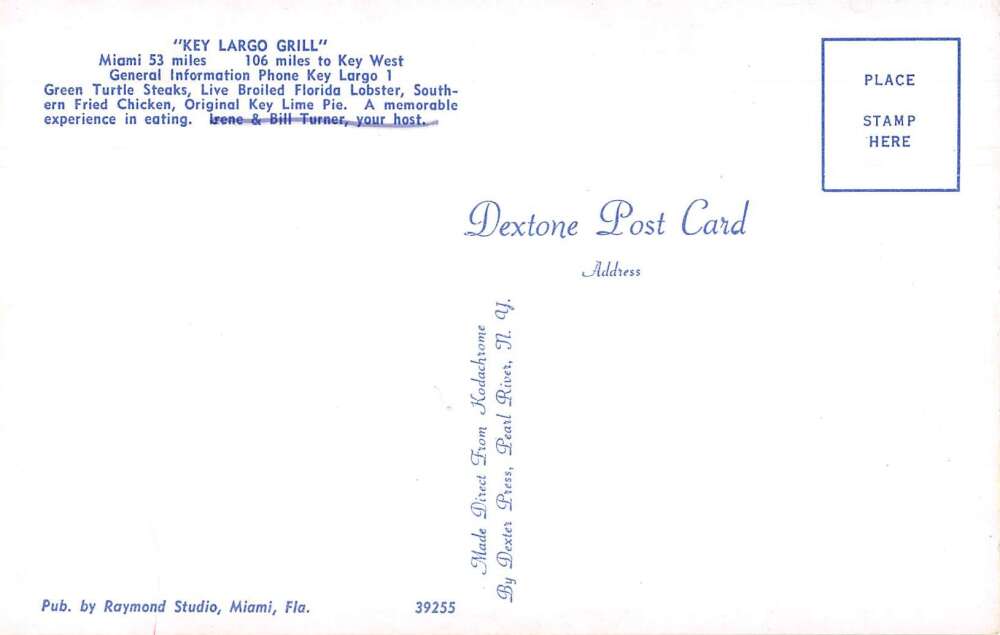 "KEY LARGO GRILL"
Miami 53 miles 106 miles to Key West
General Information Phone Key Largo 1
Green Turtle Steaks, Live Broiled Florida Lobster, South-
ern Fried Chicken, Original Key Lime Pie. A memorable
experience in eating. Irene & Bill Turner, your host.
PLACE
STAMP
HERE
Dextone Post Card
Address
Made Direct From Kodachrome
By Dexter Press, Pearl River, N. Y.
Pub. by Raymond Studio, Miami, Fla. 39255